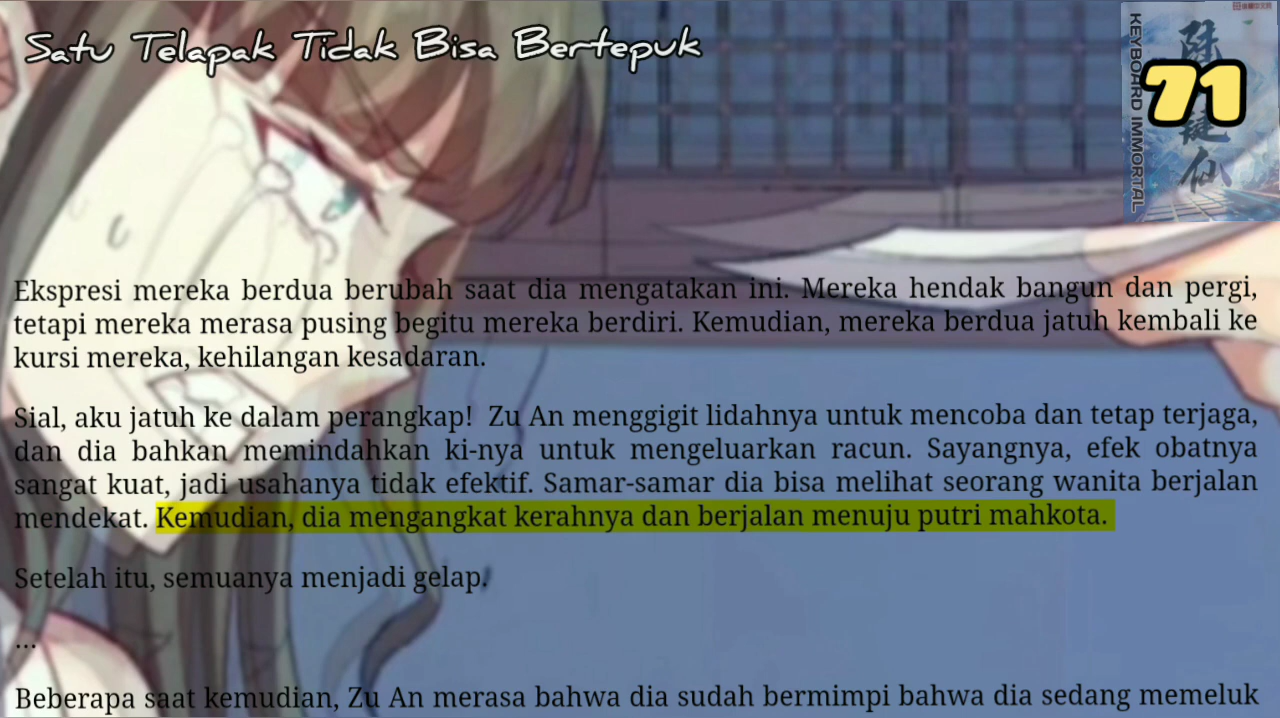 Satu Telapak Tidak Bisa Bertepuk
KEYBOARD IMMORTAL
71
Ekspresi mereka berdua berubah saat dia mengatakan ini. Mereka hendak bangun dan pergi,
tetapi mereka merasa pusing begitu mereka berdiri. Kemudian, mereka berdua jatuh kembali ke
kursi mereka, kehilangan kesadaran.
Sial, aku jatuh ke dalam perangkap! Zu An menggigit lidahnya untuk mencoba dan tetap terjaga,
dan dia bahkan memindahkan ki-nya untuk mengeluarkan racun. Sayangnya, efek obatnya
sangat kuat, jadi usahanya tidak efektif. Samar-samar dia bisa melihat seorang wanita berjalan
mendekat. Kemudian, dia mengangkat kerahnya dan berjalan menuju putri mahkota.
Setelah itu, semuanya menjadi gelap.
...
Beberapa saat kemudian, Zu An merasa bahwa dia sudah bermimpi bahwa dia sedang memeluk